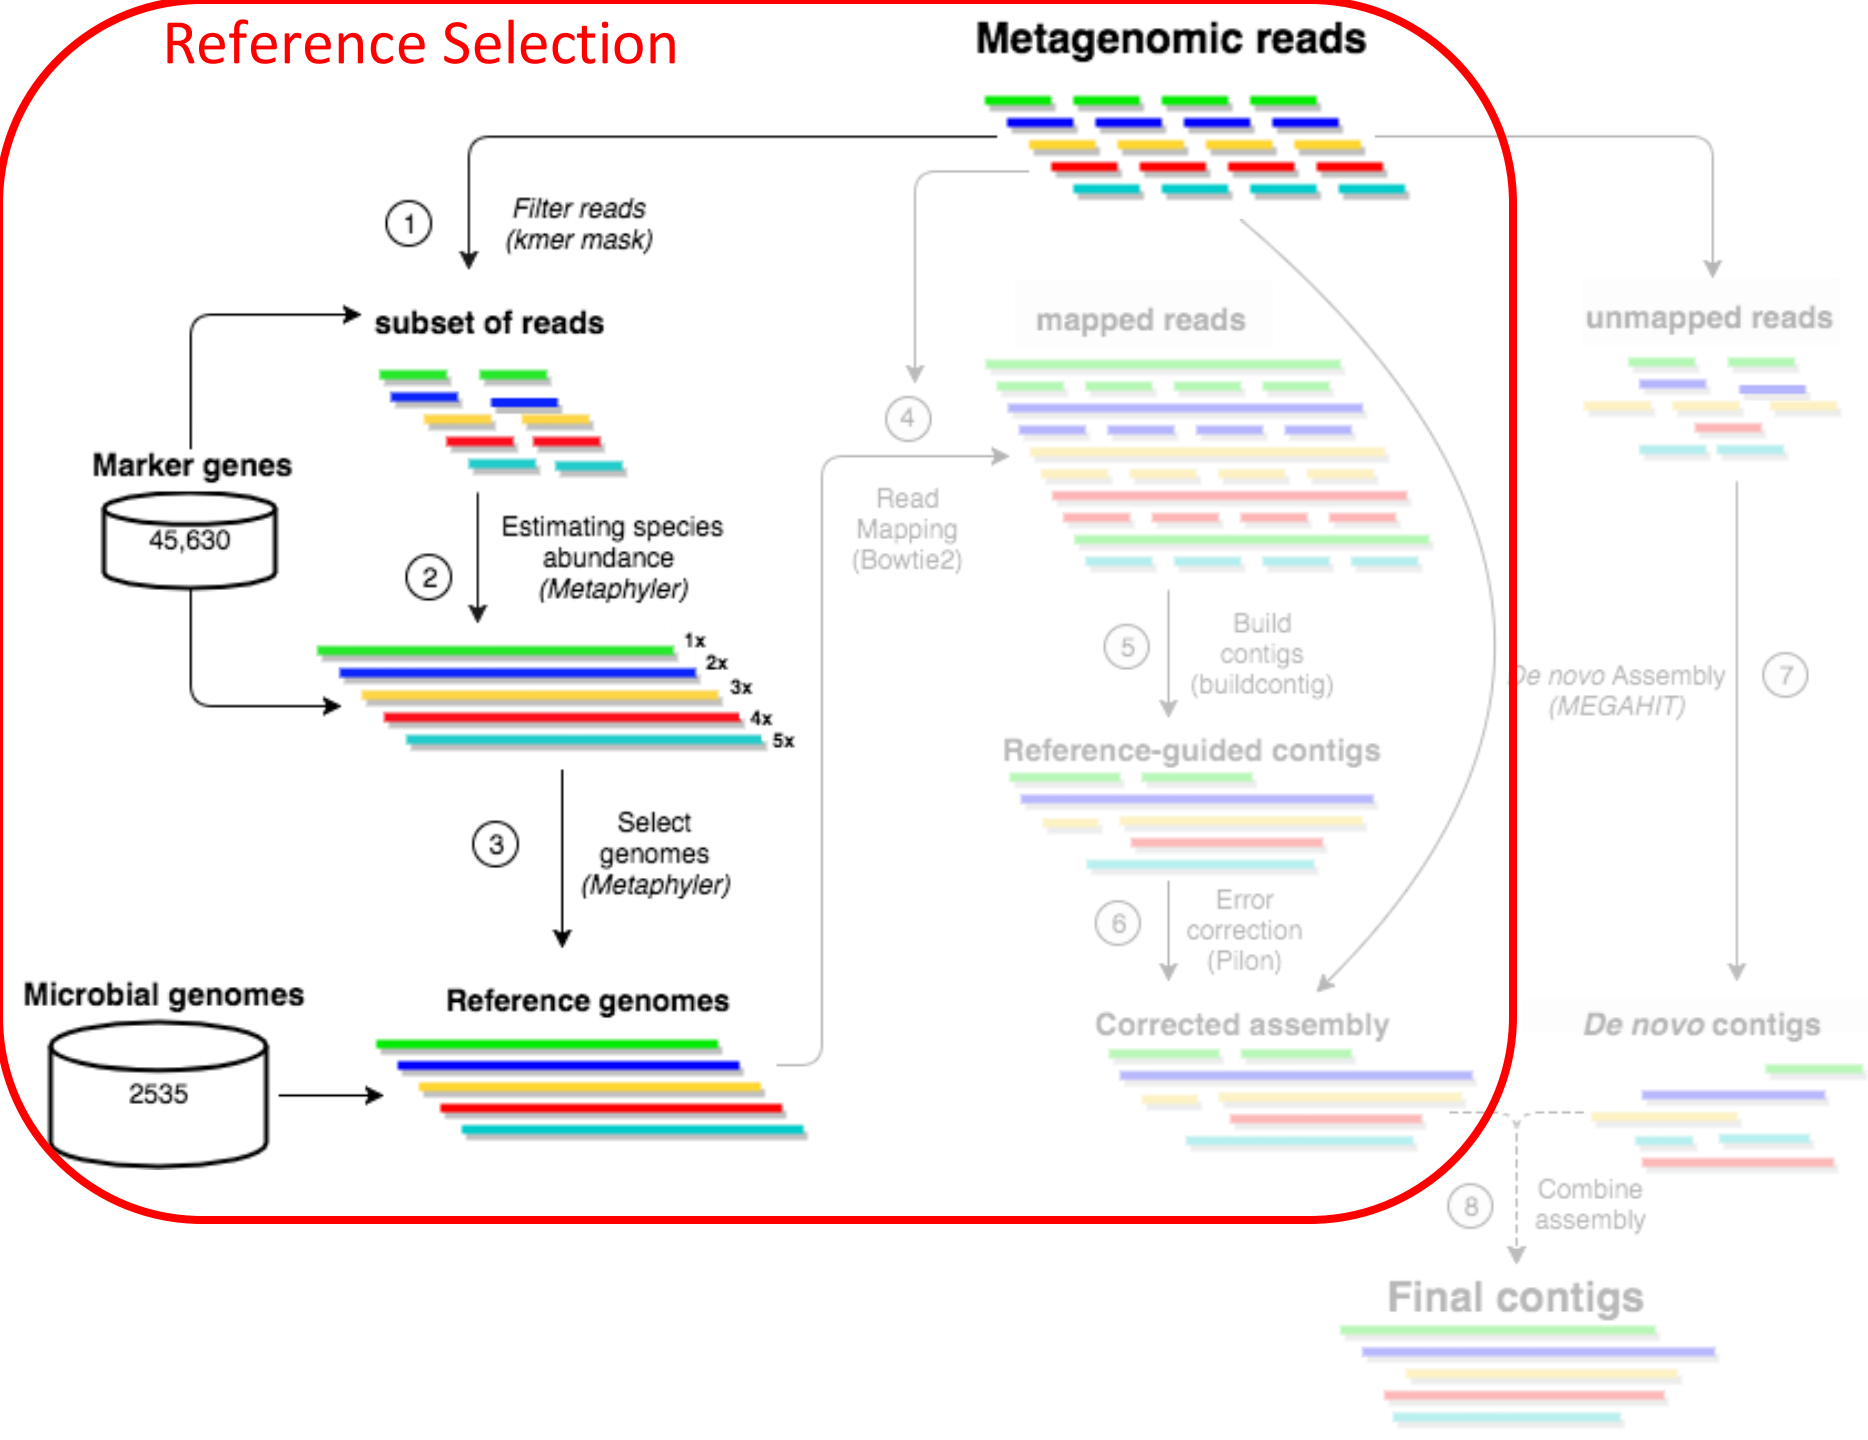 Reference Selection
Metagenomic reads
1
Filter reads
(kmer mask)
subset of reads
Marker genes
45,630
2
Estimating species
abundance
(Metaphyler)
1x
2x
3x
4x
5x
3
Select
genomes
(Metaphyler)
Microbial genomes
2535
Reference genomes
mapped reads
4
Read
Mapping
(Bowtie2)
5
Build
contigs
(buildcontig)
Reference-guided contigs
6
Error
correction
(Pilon)
Corrected assembly
unmapped reads
De novo Assembly
(MEGAHIT)
7
De novo contigs
8
Combine
assembly
Final contigs